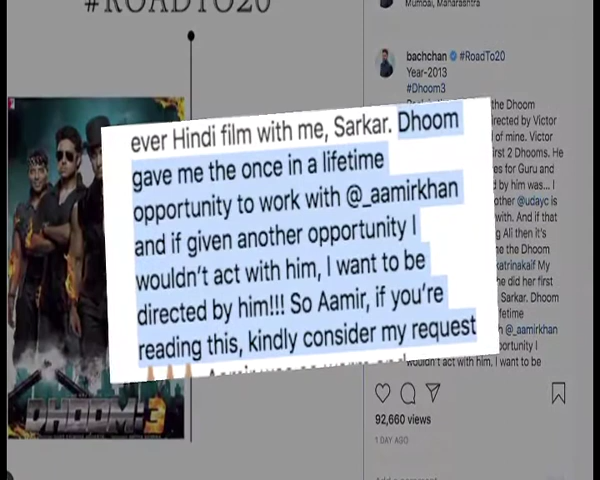 #ROADTO20
Mumbai, Maharashtra
bachchan #RoadTo20
Year-2013
#Dhoom3
ever Hindi film with me, Sarkar. Dhoom
gave me the once in a lifetime
opportunity to work with @_aamirkhan
and if given another opportunity I
wouldn't act with him, I want to be
directed by him!!! So Aamir, if you're
reading this, kindly consider my request
the Dhoom
rected by Victor
of mine. Victor
irst 2 Dhooms. He
es for Guru and
d by him was... I
other @udayc is
with. And if that
g Ali then it's
e the Dhoom
katrinakaif My
he did her first
Sarkar. Dhoom
fetime
h @_aamirkhan
portunity I
wouldn't act with him, I want to be
DHOOM:3
92,660 views
1 DAY AGO